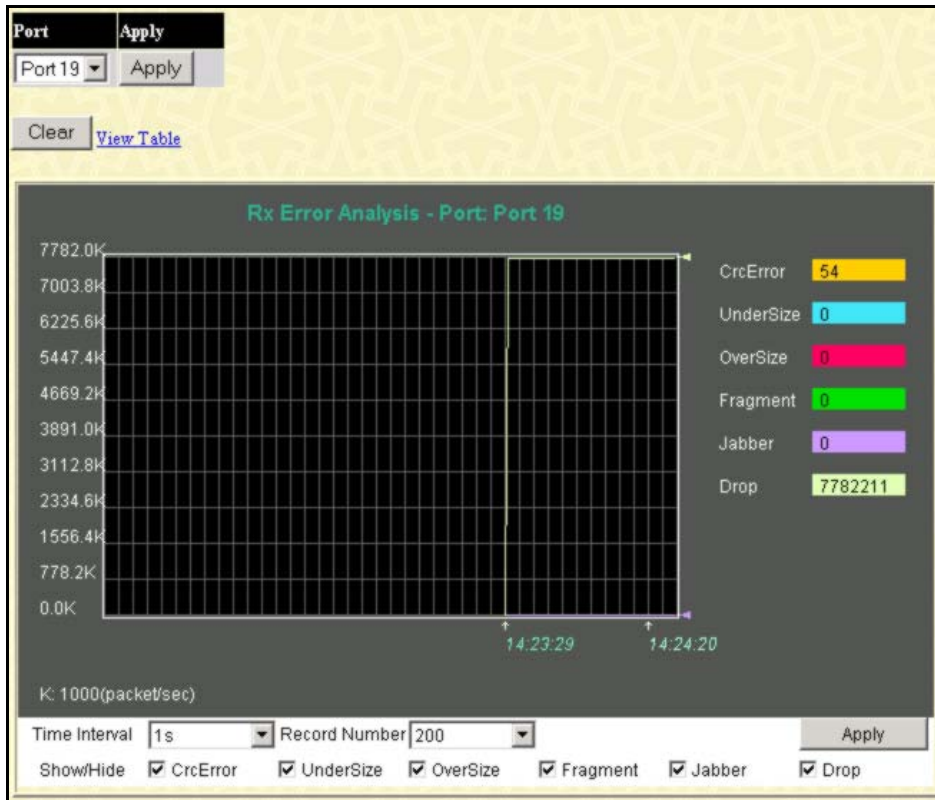 Port Apply
Port 19 Apply
Clear View Table
Rx Error Analysis - Port: Port 19
7782.0K
7003.8K
6225.6K
5447.4K
4669.2K
3891.0K
3112.8K
2334.6K
1556.4K
778.2K
0.0K
CrcError 54
UnderSize 0
OverSize 0
Fragment 0
Jabber 0
Drop 7782211
14:23:29 14:24:20
K: 1000(packet/sec)
Time Interval 1s Record Number 200 Apply
Show/Hide CrcError UnderSize OverSize Fragment Jabber Drop